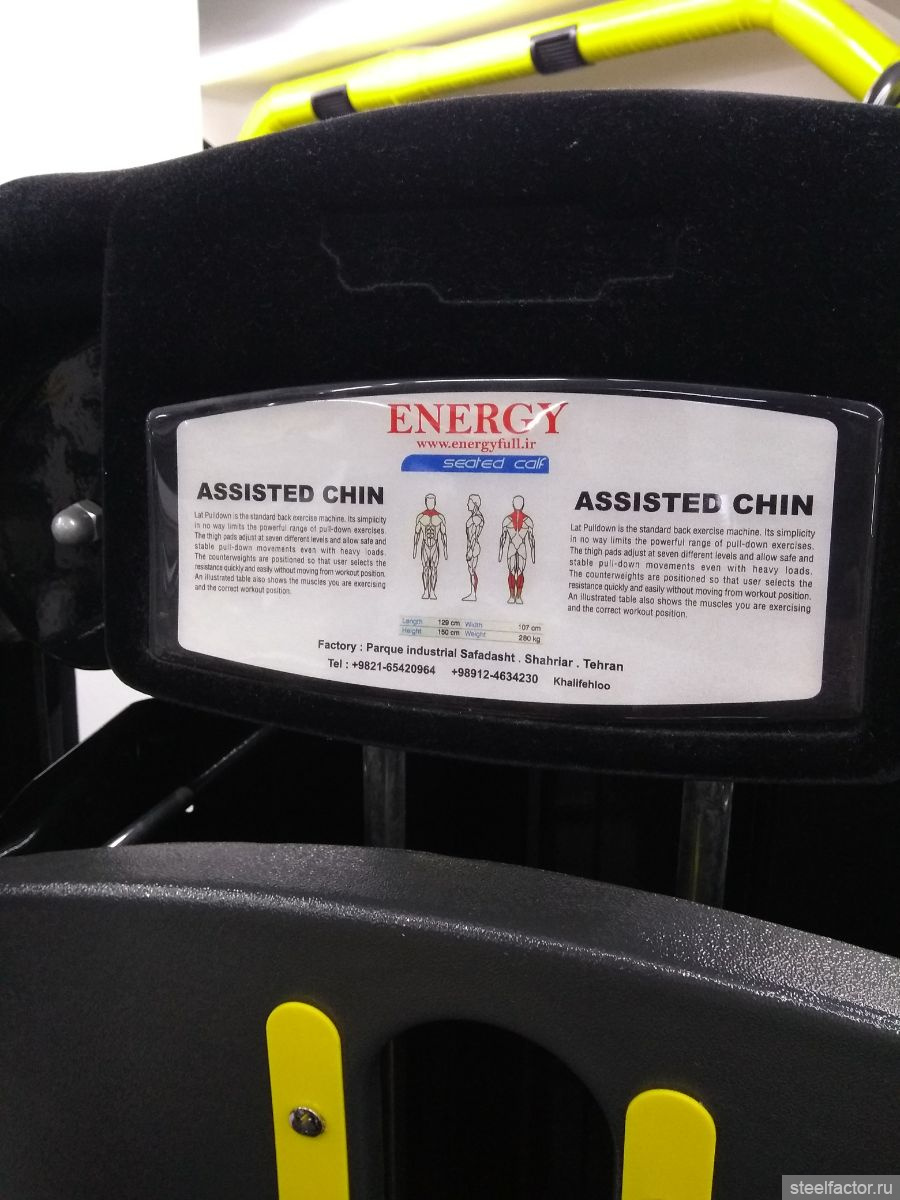 ENERGY
www.energyfull.ir
seated calf
ASSISTED CHIN
Lat Pulldown is the standard back exercise machine. Its simplicity
in no way limits the powerful range of pull-down exercises.
The thigh pads adjust at seven different levels and allow safe and
stable pull-down movements even with heavy loads.
The counterweights are positioned so that user selects the
resistance quickly and easily without moving from workout position.
An illustrated table also shows the muscles you are exercising
and the correct workout position.
ASSISTED CHIN
Lat Pulldown is the standard back exercise machine. Its simplicity
in no way limits the powerful range of pull-down exercises.
The thigh pads adjust at seven different levels and allow safe and
stable pull-down movements even with heavy loads.
The counterweights are positioned so that user selects the
resistance quickly and easily without moving from workout position.
An illustrated table also shows the muscles you are exercising
and the correct workout position.
Length 129 cm Width 107 cm
Height 150 cm Weight 280 kg
Factory : Parque industrial Safadasht . Shahriar . Tehran
Tel : +9821-65420964 +98912-4634230 Khalifehloo
steelfactor.ru